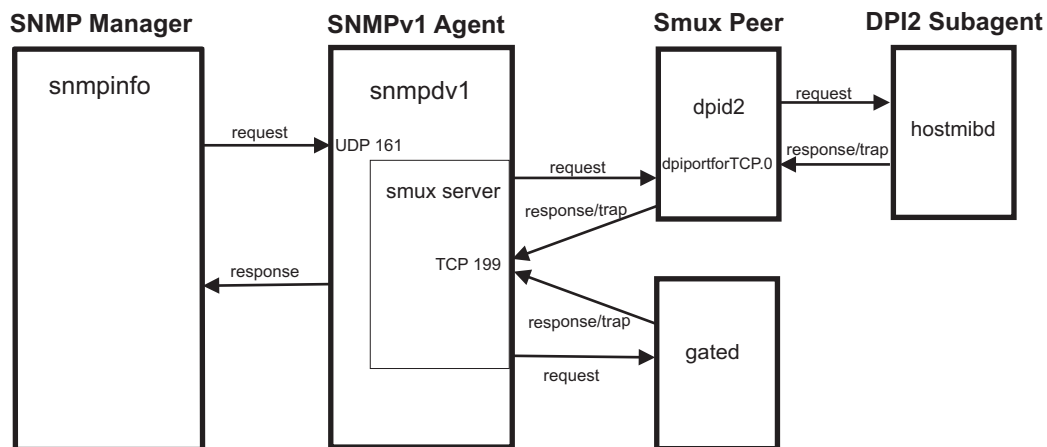 SNMP Manager
SNMPv1 Agent
Smux Peer
DPI2 Subagent
snmpinfo
snmpdv1
dpid2
hostmibd
request
request
UDP 161
response/trap
dpiportforTCP.0
smux server
request
response/trap
TCP 199
response
response/trap
gated
request